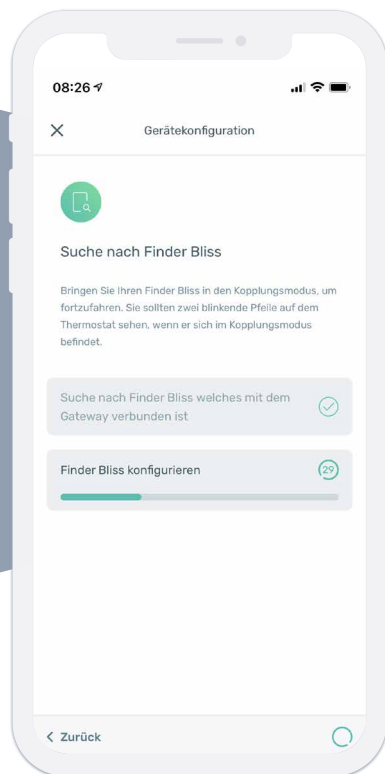 08:26
Gerätekonfiguration
Suche nach Finder Bliss
Bringen Sie Ihren Finder Bliss in den Kopplungsmodus, um
fortzufahren. Sie sollten zwei blinkende Pfeile auf dem
Thermostat sehen, wenn er sich im Kopplungsmodus
befindet.
Suche nach Finder Bliss welches mit dem
Gateway verbunden ist
Finder Bliss konfigurieren
29
Zurück